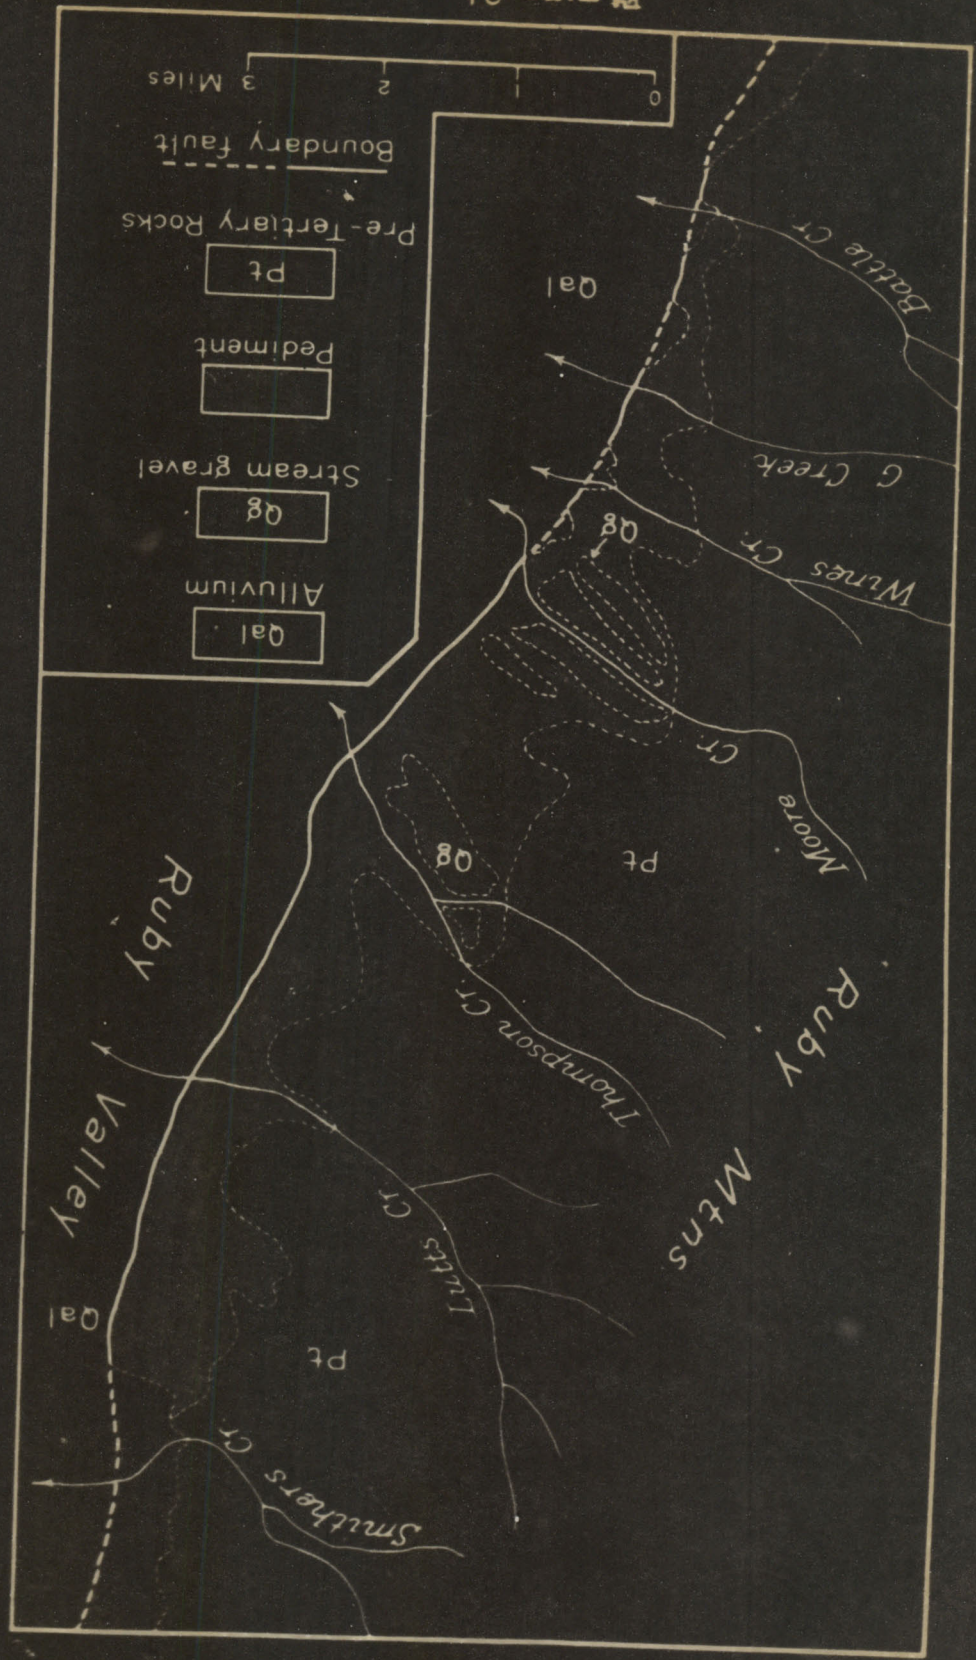 Smithers Cr
Pt
Qal
Lutts Cr
Ruby Mtns
Ruby Valley
Thompson Cr.
Pt
Qg
Moore Cr.
Wines Cr.
Qg
G Creek
Qal
Battle Cr
Qal
Alluvium
Qg
Stream gravel
Pediment
Pt
Pre-Tertiary Rocks
Boundary fault
0 1 2 3 Miles